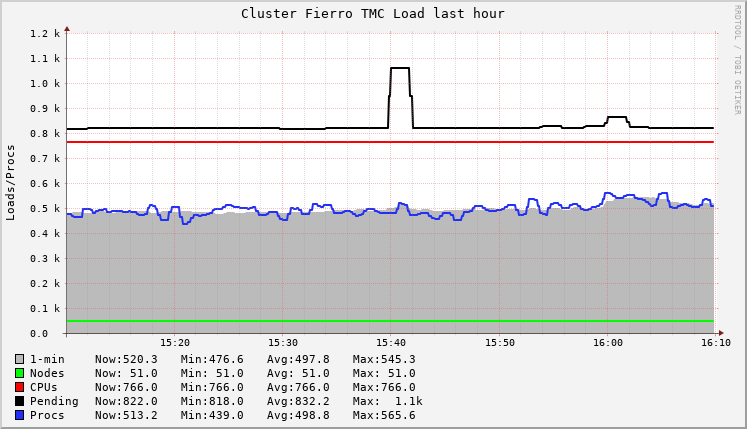 Cluster Fierro TMC Load last hour
RRDTOOL / TOBI OETIKER
Loads/Procs
1.2 k
1.1 k
1.0 k
0.9 k
0.8 k
0.7 k
0.6 k
0.5 k
0.4 k
0.3 k
0.2 k
0.1 k
0.0
15:20 15:30 15:40 15:50 16:00 16:10
1-min Now:520.3 Min:476.6 Avg:497.8 Max:545.3
Nodes Now: 51.0 Min: 51.0 Avg: 51.0 Max: 51.0
CPUs Now:766.0 Min:766.0 Avg:766.0 Max:766.0
Pending Now:822.0 Min:818.0 Avg:832.2 Max: 1.1k
Procs Now:513.2 Min:439.0 Avg:498.8 Max:565.6